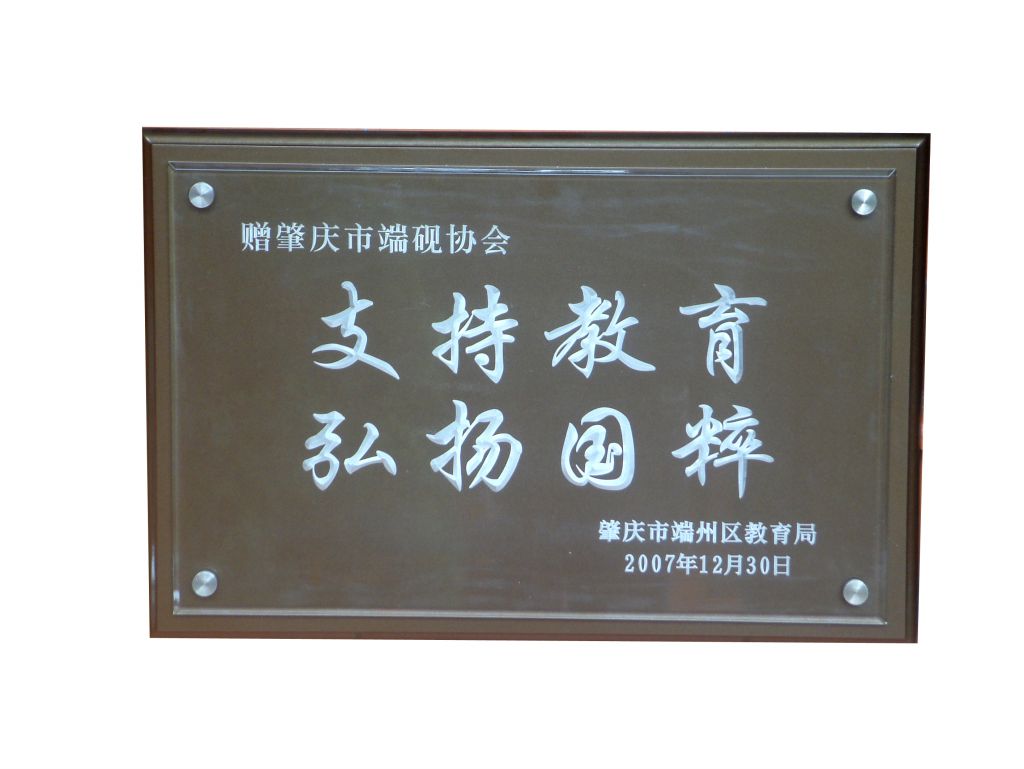 赠肇庆市端砚协会
支持教育
弘扬国粹
肇庆市端州区教育局
2007年12月30日